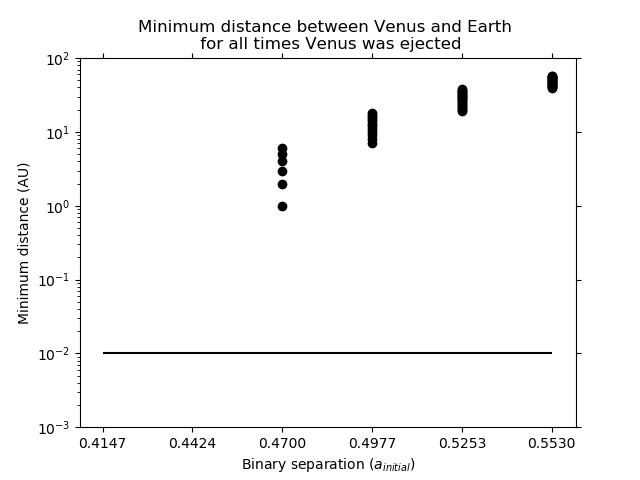 Minimum distance between Venus and Earth
for all times Venus was ejected
10²
10¹
10⁰
10⁻¹
10⁻²
10⁻³
Minimum distance (AU)
0.4147 0.4424 0.4700 0.4977 0.5253 0.5530
Binary separation (a_initial)